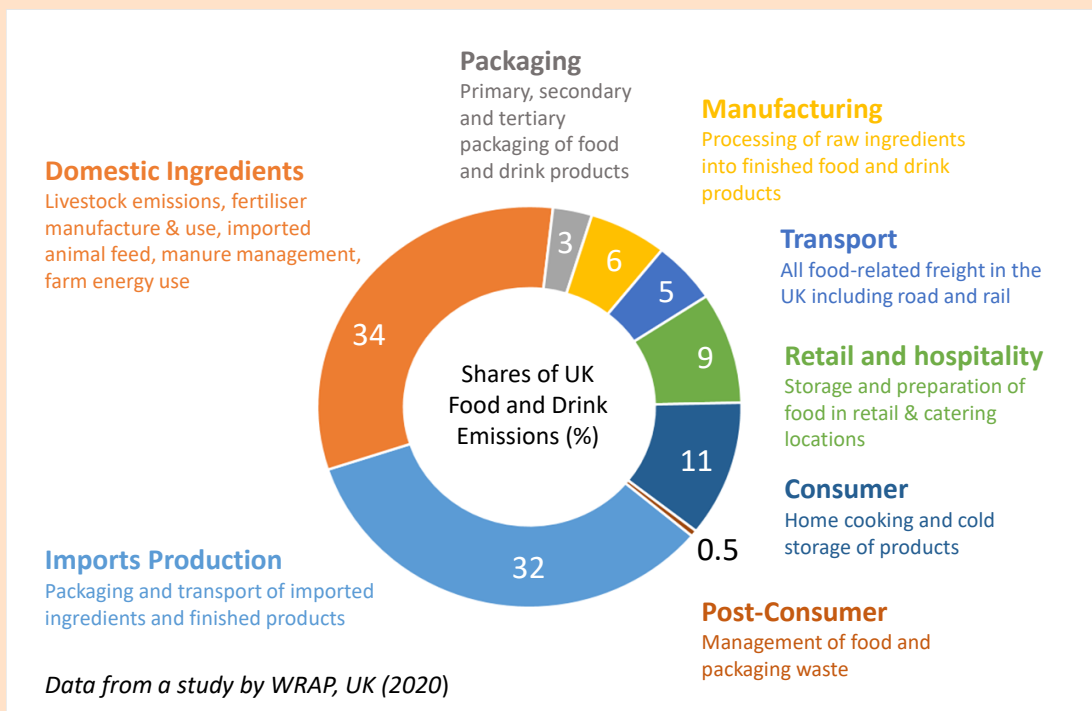 Packaging
Primary, secondary
and tertiary
packaging of food
and drink products
Manufacturing
Processing of raw ingredients
into finished food and drink
products
Domestic Ingredients
Livestock emissions, fertiliser
manufacture & use, imported
animal feed, manure management,
farm energy use
Transport
All food-related freight in the
UK including road and rail
Retail and hospitality
Storage and preparation of
food in retail & catering
locations
Consumer
Home cooking and cold
storage of products
Post-Consumer
Management of food and
packaging waste
Imports Production
Packaging and transport of imported
ingredients and finished products
3
6
5
9
11
0.5
32
34
Shares of UK
Food and Drink
Emissions (%)
Data from a study by WRAP, UK (2020)